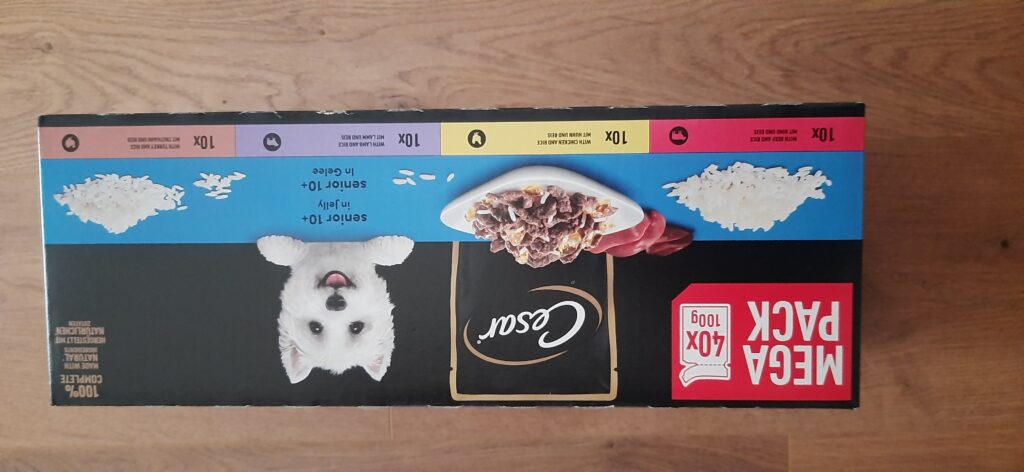 MEGA
PACK
40x
100g
Cesar
100%
COMPLETE
MADE WITH
NATURAL*
INGREDIENTS
HERGESTELLT MIT
NATÜRLICHEN*
ZUTATEN
senior 10+
in jelly
senior 10+
In Gelee
10x
WITH BEEF AND RICE
MIT RIND UND REIS
10x
WITH CHICKEN AND RICE
MIT HUHN UND REIS
10x
WITH LAMB AND RICE
MIT LAMM UND REIS
10x
WITH TURKEY AND RICE
MIT TRUTHAHN UND REIS